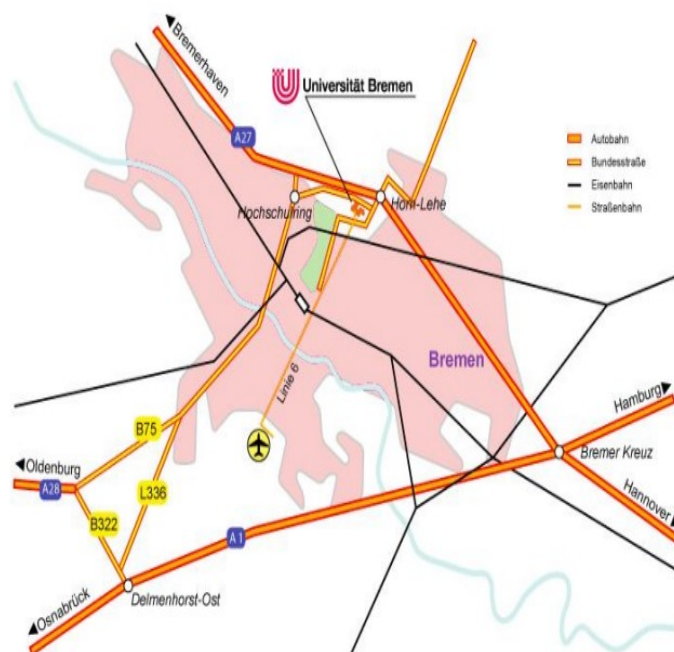 Bremerhaven
Universität Bremen
A27
Autobahn
Bundesstraße
Eisenbahn
Straßenbahn
Hochschulring
Horn-Lehe
Bremen
Linie 6
Hamburg
B75
Bremer Kreuz
Oldenburg
A28
L336
Hannover
B322
A 1
Osnabrück
Delmenhorst-Ost